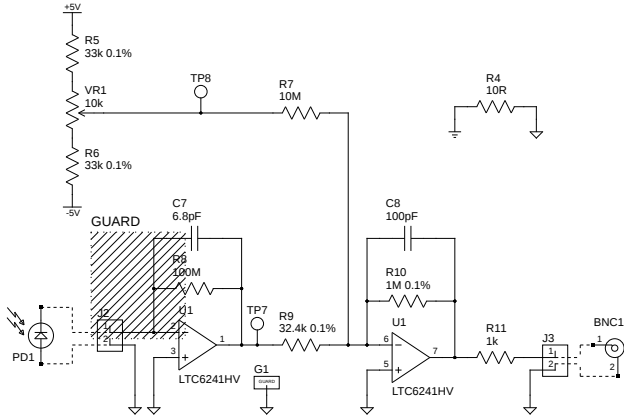 +5V
R5
33k 0.1%
VR1
10k
R6
33k 0.1%
-5V
TP8
R7
10M
R4
10R
GUARD
C7
6.8pF
R8
100M
J2
1
2
PD1
U1
2
3
1
LTC6241HV
TP7
R9
32.4k 0.1%
G1
GUARD
C8
100pF
R10
1M 0.1%
U1
6
5
7
LTC6241HV
R11
1k
J3
1
2
BNC1
1
2